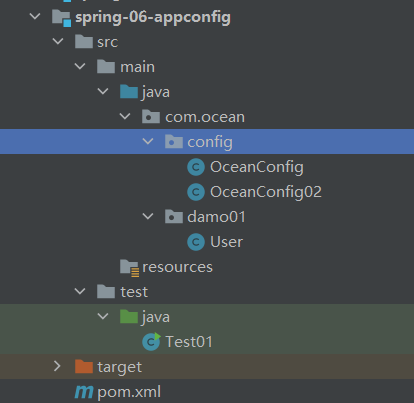 spring-06-appconfig
src
main
java
com.ocean
config
OceanConfig
OceanConfig02
damo01
User
resources
test
java
Test01
target
pom.xml